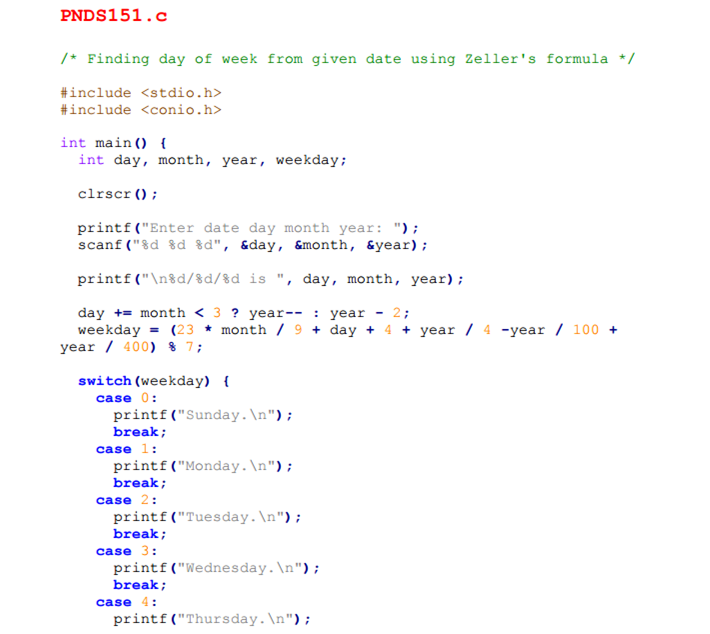 PNDS151.c
/* Finding day of week from given date using Zeller's formula */
#include <stdio.h>
#include <conio.h>
int main() {
int day, month, year, weekday;
clrscr();
printf("Enter date day month year: ");
scanf("%d %d %d", &day, &month, &year);
printf("\n%d/%d/%d is ", day, month, year);
day += month < 3 ? year-- : year - 2;
weekday = (23 * month / 9 + day + 4 + year / 4 -year / 100 +
year / 400) % 7;
switch(weekday) {
case 0:
printf("Sunday.\n");
break;
case 1:
printf("Monday.\n");
break;
case 2:
printf("Tuesday.\n");
break;
case 3:
printf("Wednesday.\n");
break;
case 4:
printf("Thursday.\n");